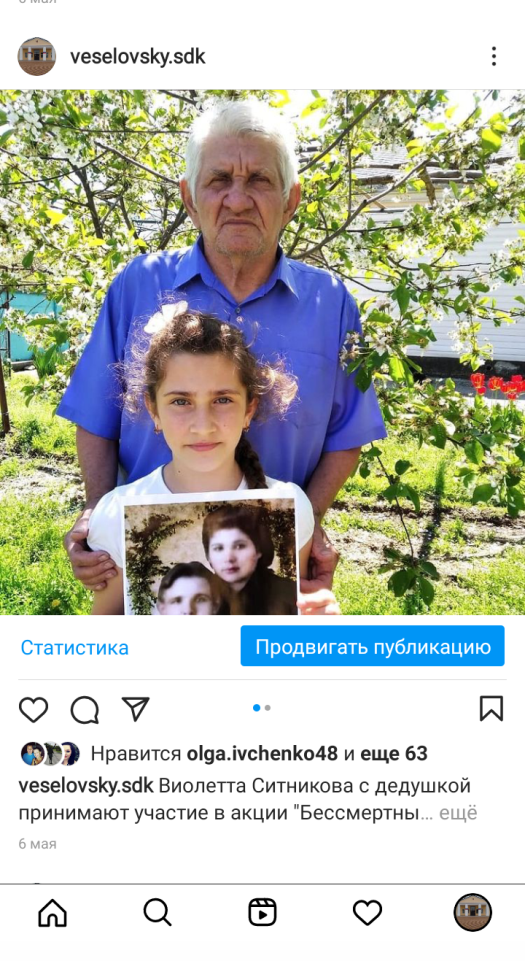 veselovsky.sdk
Статистика
Продвигать публикацию
Нравится olga.ivchenko48 и еще 63
veselovsky.sdk Виолетта Ситникова с дедушкой
принимают участие в акции "Бессмертны... ещё
6 мая